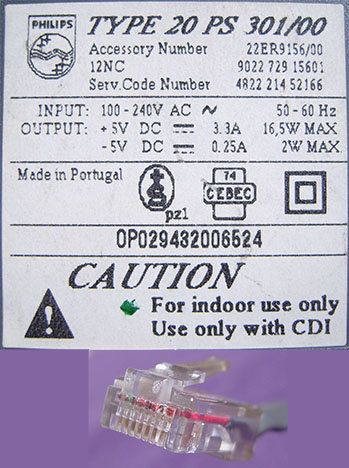 PHILIPS
TYPE 20 PS 301/00
Accessory Number 22ER9156/00
12NC 9022 729 15601
Serv.Code Number 4822 214 52166
INPUT: 100-240V AC ~ 50-60 Hz
OUTPUT: +5V DC ⎓ 3.3A 16,5W MAX
-5V DC ⎓ 0.25A 2W MAX
Made in Portugal
pz1
74
CEBEC
OP029432006524
CAUTION
For indoor use only
Use only with CDI